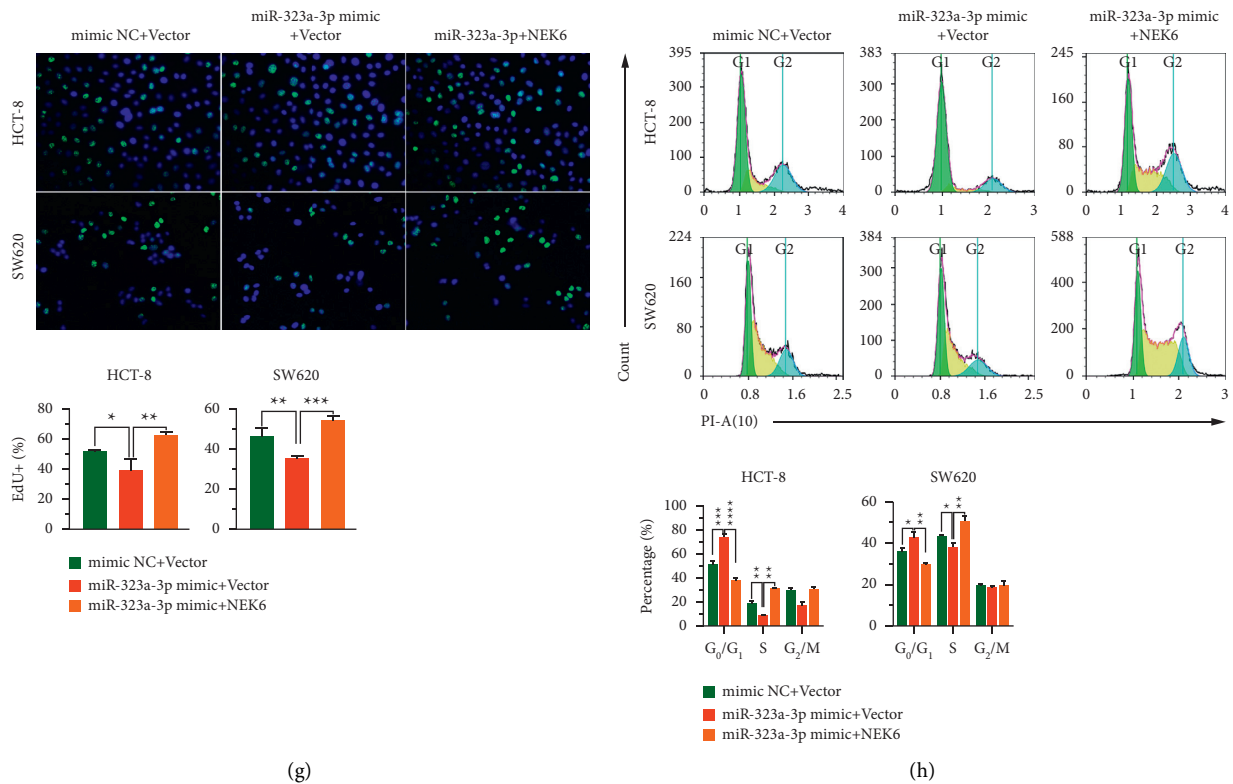 mimic NC+Vector
miR-323a-3p mimic
+Vector
miR-323a-3p+NEK6
HCT-8
SW620
HCT-8
SW620
EdU+ (%)
80
60
40
20
0
*
**
60
40
20
0
**
***
mimic NC+Vector
miR-323a-3p mimic+Vector
miR-323a-3p mimic+NEK6
(g)
mimic NC+Vector
miR-323a-3p mimic
+Vector
miR-323a-3p mimic
+NEK6
HCT-8
395
300
200
100
0
G1
G2
0 1 2 3 4
383
300
200
100
0
G1
G2
0 1 2 3
245
160
80
0
G1
G2
0 1 2 3 4
SW620
224
160
80
0
G1
G2
0 0.8 1.6 2.5
384
300
200
100
0
G1
G2
0 0.8 1.6 2.5
588
400
200
0
G1
G2
0 1 2 3
Count
PI-A(10)
HCT-8
SW620
Percentage (%)
100
80
60
40
20
0
***
****
**
**
G0/G1 S G2/M
60
40
20
0
*
**
*
**
G0/G1 S G2/M
mimic NC+Vector
miR-323a-3p mimic+Vector
miR-323a-3p mimic+NEK6
(h)